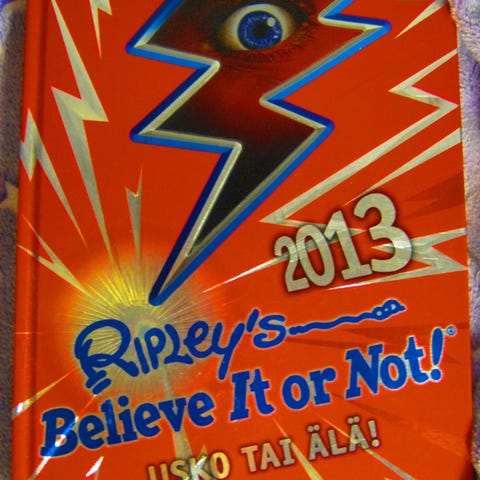 2013
RIPLEY'S
Believe It or Not!®
USKO TAI ÄLÄ!